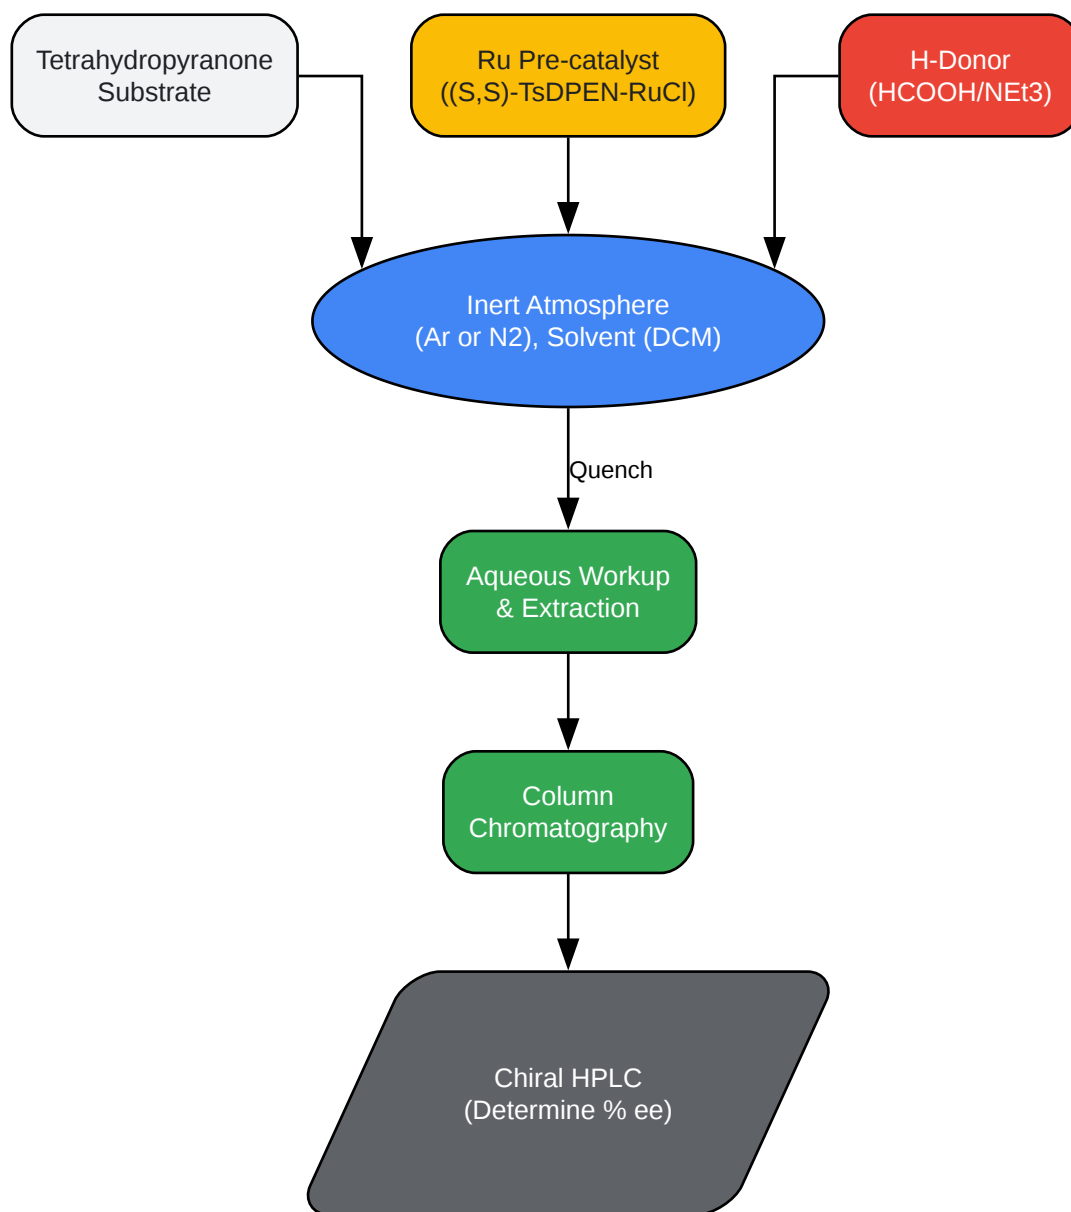 Tetrahydropyranone
Substrate
Ru Pre-catalyst
((S,S)-TsDPEN-RuCl)
H-Donor
(HCOOH/NEt3)
Inert Atmosphere
(Ar or N2), Solvent (DCM)
Quench
Aqueous Workup
& Extraction
Column
Chromatography
Chiral HPLC
(Determine % ee)